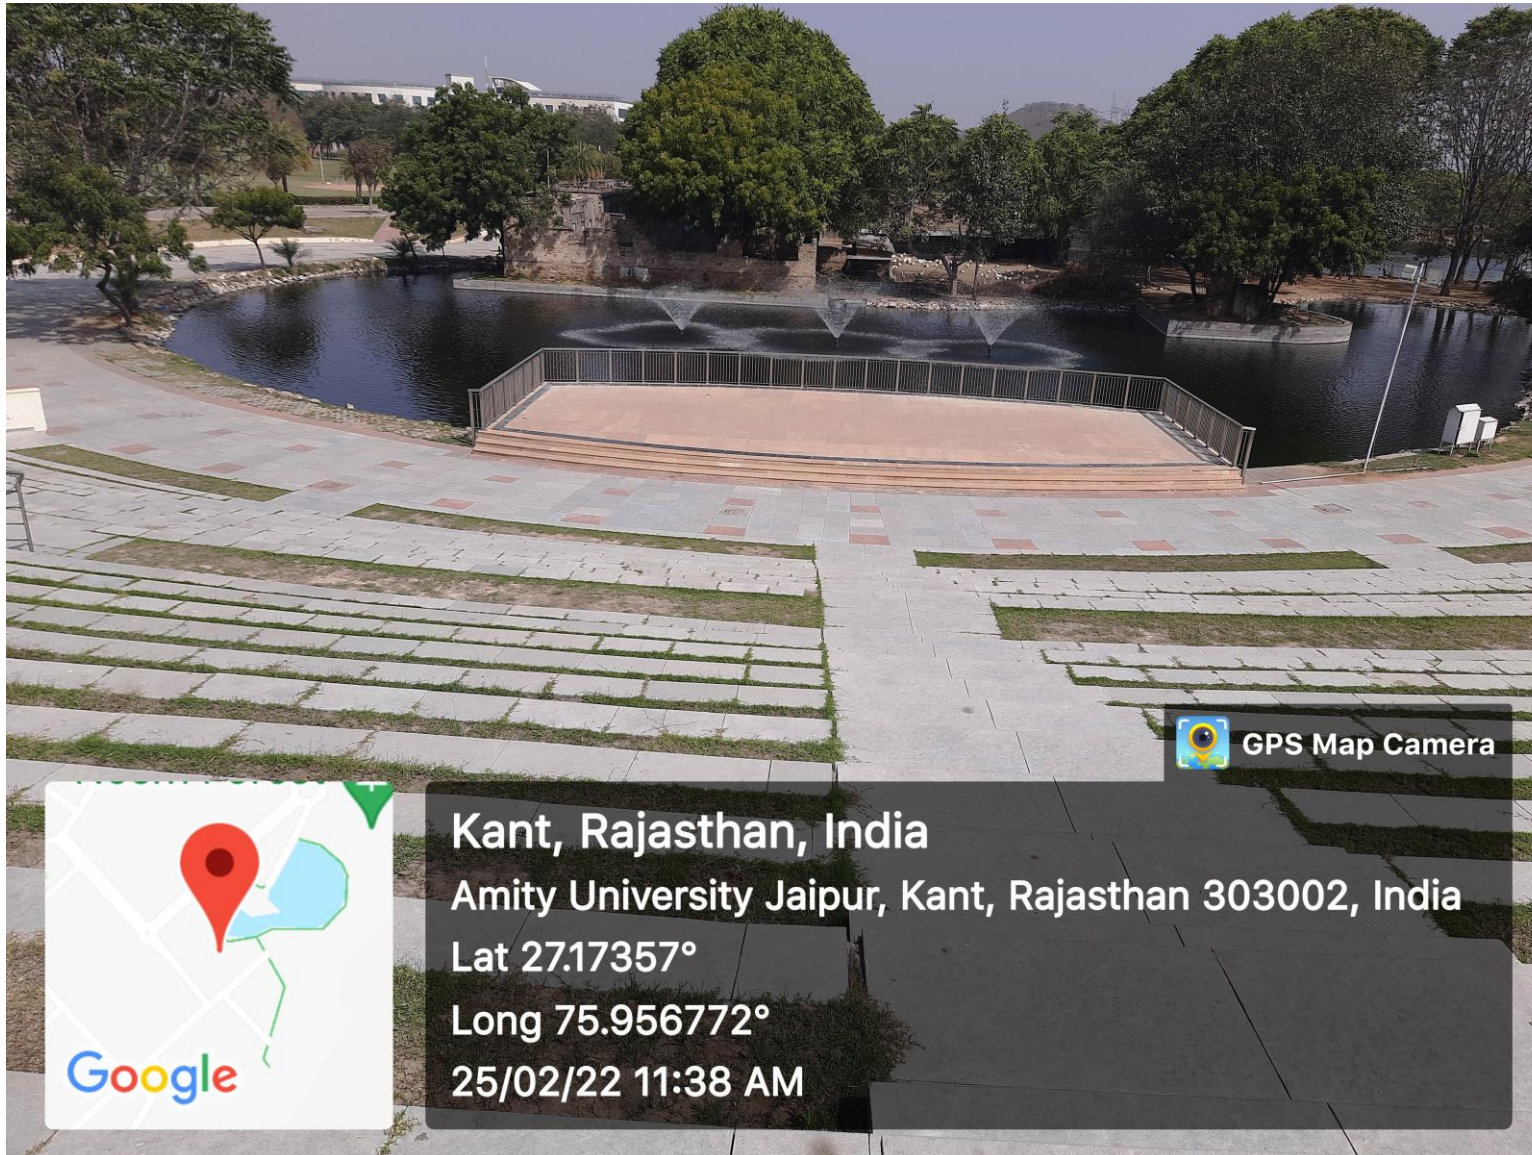 GPS Map Camera
Kant, Rajasthan, India
Amity University Jaipur, Kant, Rajasthan 303002, India
Lat 27.17357°
Long 75.956772°
25/02/22 11:38 AM
Google